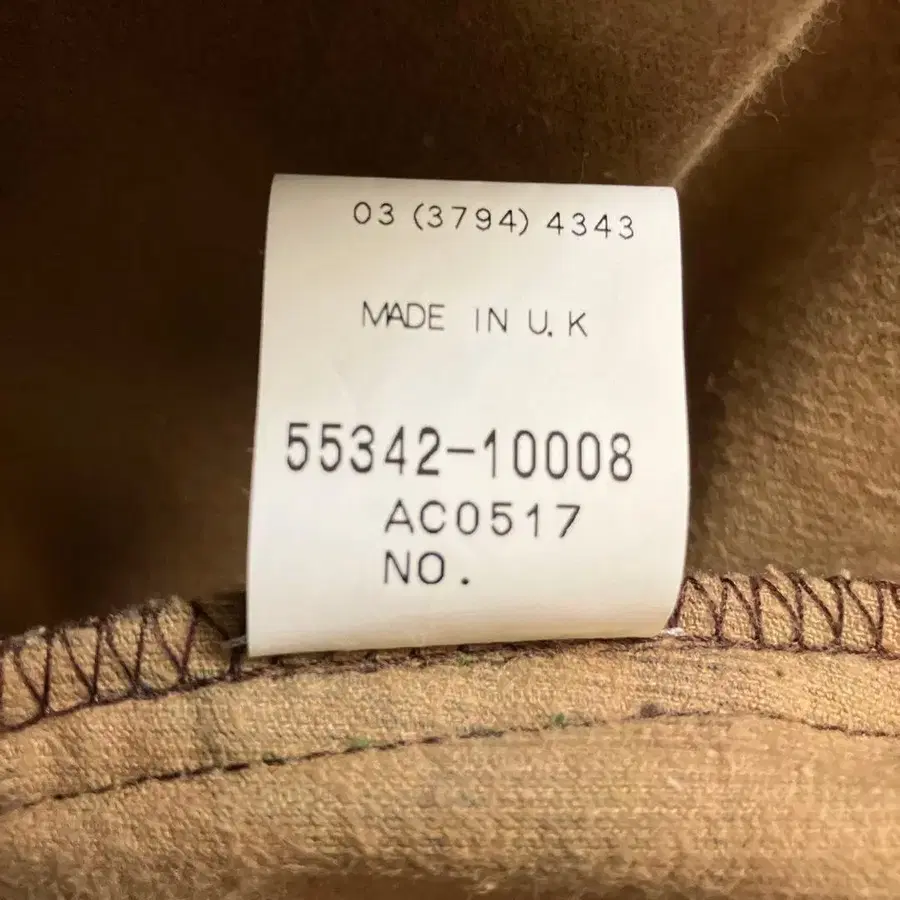 03 (3794) 4343
MADE IN U.K
55342-10008
AC0517
NO.